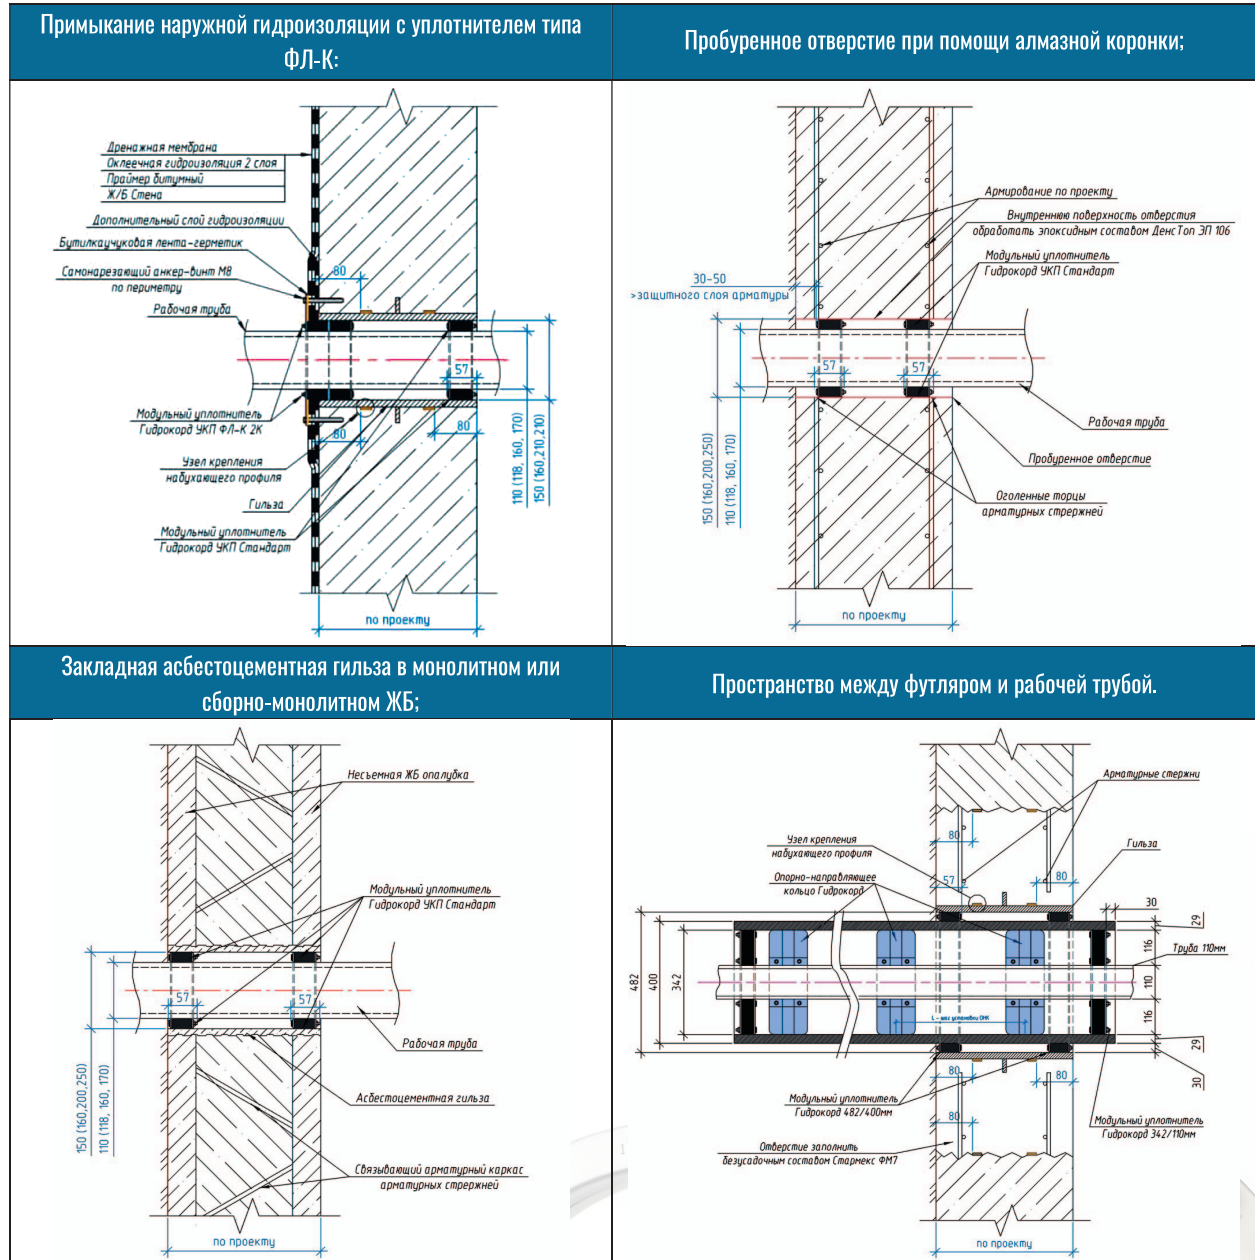 Примыкание наружной гидроизоляции с уплотнителем типа
ФЛ-К:
Дренажная мембрана
Оклеечная гидроизоляция 2 слоя
Праймер битумный
Ж/Б Стена
Дополнительный слой гидроизоляции
Бутилкаучуковая лента-герметик
Самонарезающий анкер-винт М8
по периметру
Рабочая труба
80
57
Модульный уплотнитель
Гидрокорд УКП ФЛ-К 2К
80
80
Узел крепления
набухающего профиля
Гильза
Модульный уплотнитель
Гидрокорд УКП Стандарт
110 (118, 160, 170)
150 (160,210,210)
по проекту
Пробуренное отверстие при помощи алмазной коронки;
Армирование по проекту
Внутреннюю поверхность отверстия
обработать эпоксидным составом ДенсТоп ЭП 106
Модульный уплотнитель
Гидрокорд УКП Стандарт
30-50
>защитного слоя арматуры
57
57
Рабочая труба
Пробуренное отверстие
Оголенные торцы
арматурных стрержней
150 (160,200,250)
110 (118, 160, 170)
по проекту
Закладная асбестоцементная гильза в монолитном или
сборно-монолитном ЖБ;
Несъемная ЖБ опалубка
Модульный уплотнитель
Гидрокорд УКП Стандарт
57
57
Рабочая труба
Асбестоцементная гильза
Связывающий арматурный каркас
арматурных стрержней
150 (160,200,250)
110 (118, 160, 170)
по проекту
Пространство между футляром и рабочей трубой.
Арматурные стержни
80
Узел крепления
набухающего профиля
Гильза
Опорно-направляющее
кольцо Гидрокорд
57
80
30
29
116
Труба 110мм
110
116
29
30
482
400
342
L - шаг установки ОНК
80
80
Модульный уплотнитель
Гидрокорд 482/400мм
80
Модульный уплотнитель
Гидрокорд 342/110мм
Отверстие заполнить
безусадочным составом Стармекс ФМ7
по проекту